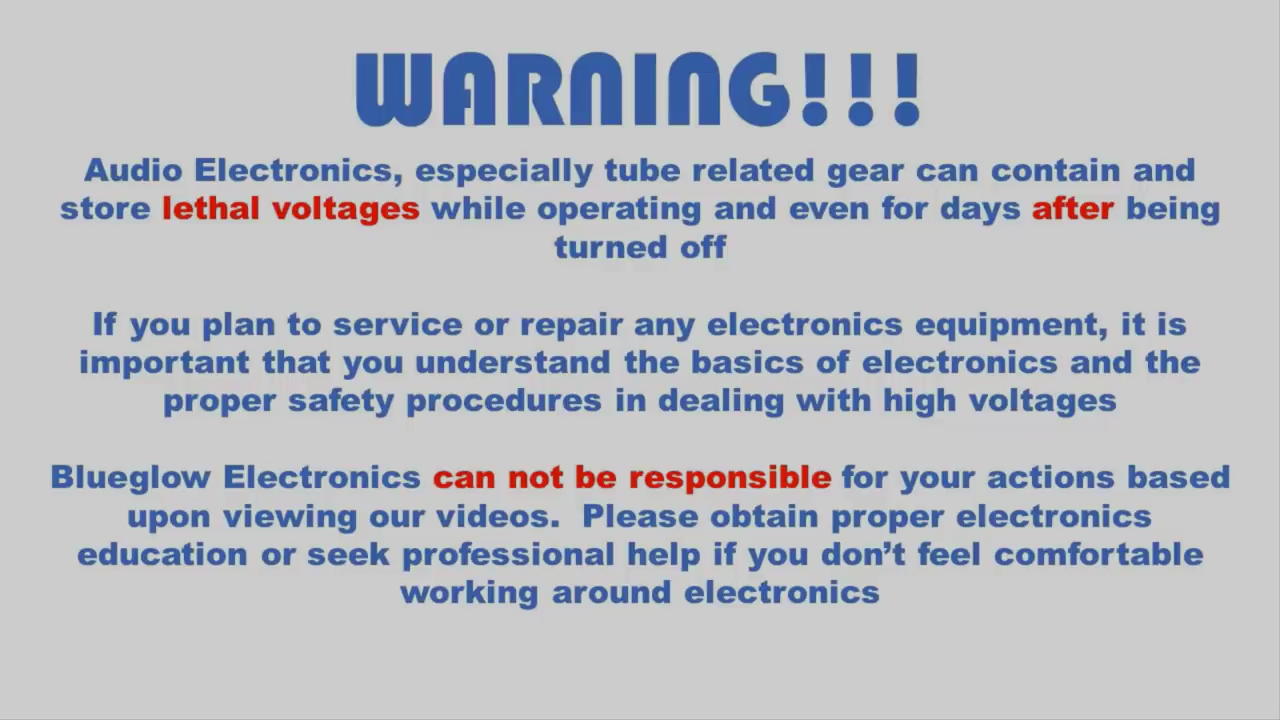 WARNING!!!
Audio Electronics, especially tube related gear can contain and
store lethal voltages while operating and even for days after being
turned off
If you plan to service or repair any electronics equipment, it is
important that you understand the basics of electronics and the
proper safety procedures in dealing with high voltages
Blueglow Electronics can not be responsible for your actions based
upon viewing our videos.  Please obtain proper electronics
education or seek professional help if you don’t feel comfortable
working around electronics